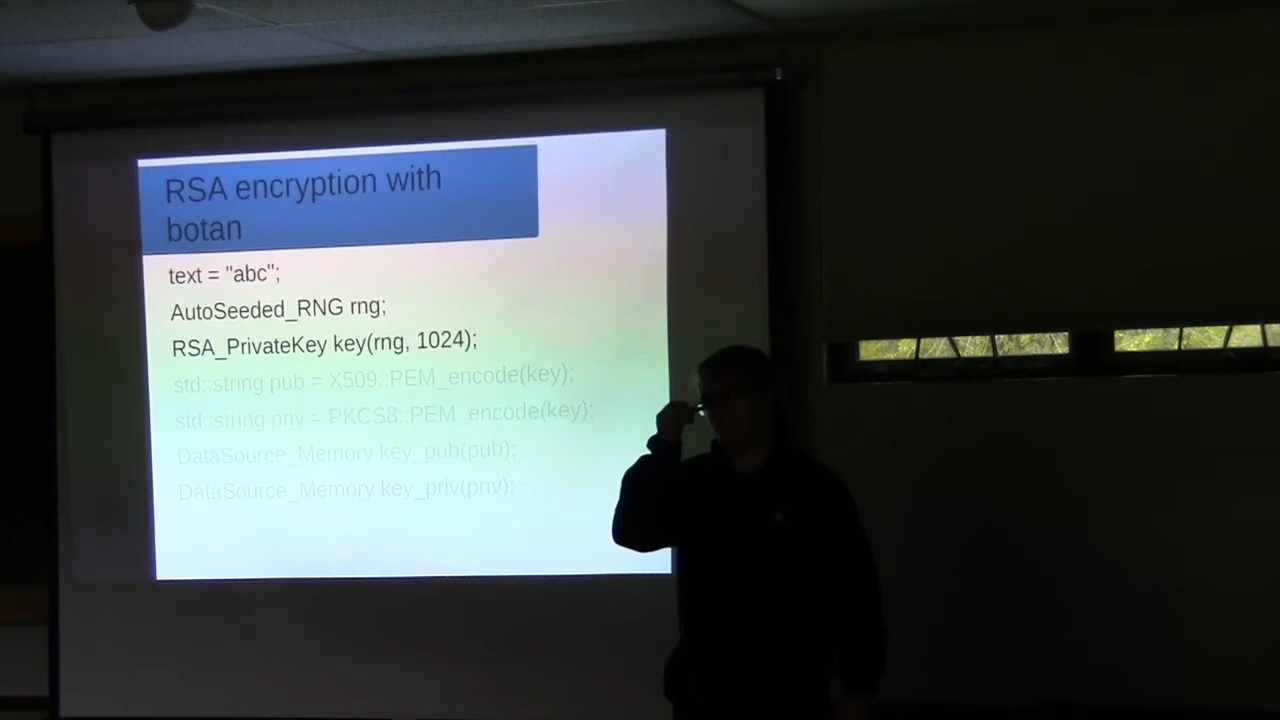 RSA encryption with
botan
text = "abc";
AutoSeeded_RNG rng;
RSA_PrivateKey key(rng, 1024);
std::string pub = X509::PEM_encode(key);
std::string priv = PKCS8::PEM_encode(key);
DataSource_Memory key_pub(pub);
DataSource_Memory key_priv(priv);